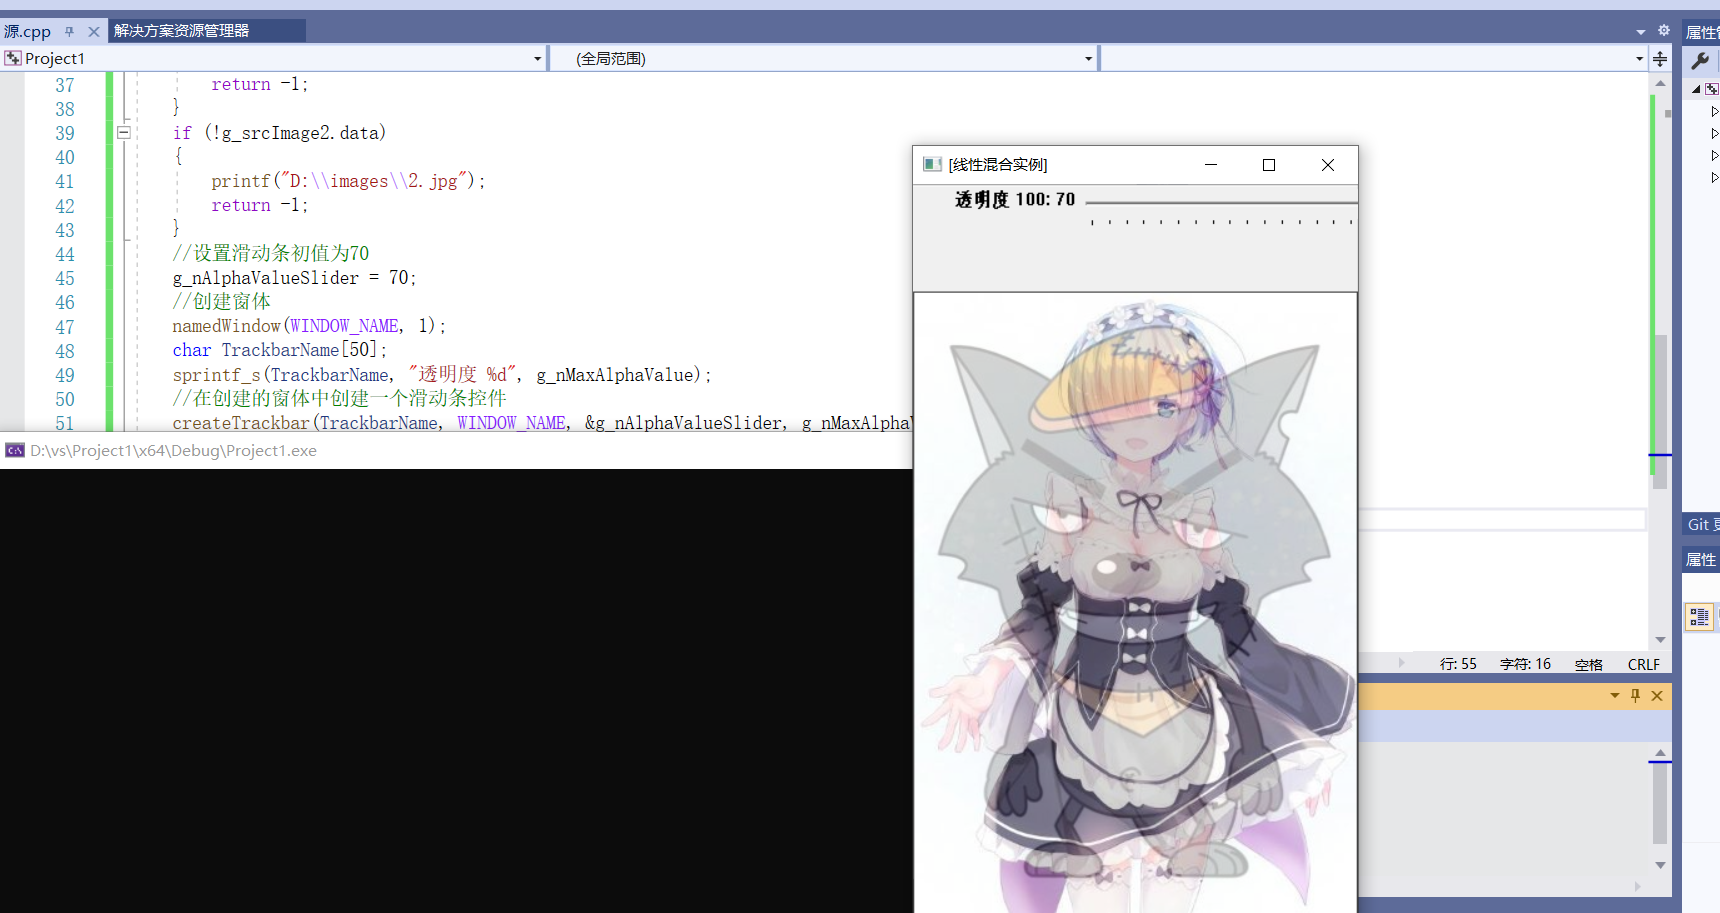 源.cpp
解决方案资源管理器
属性管
Project1
(全局范围)
37 return -1;
38 }
39 if (!g_srcImage2.data)
40 {
41 printf("D:\\images\\2.jpg");
42 return -1;
43 }
44 //设置滑动条初值为70
45 g_nAlphaValueSlider = 70;
46 //创建窗体
47 namedWindow(WINDOW_NAME, 1);
48 char TrackbarName[50];
49 sprintf_s(TrackbarName, "透明度 %d", g_nMaxAlphaValue);
50 //在创建的窗体中创建一个滑动条控件
51 createTrackbar(TrackbarName, WINDOW_NAME, &g_nAlphaValueSlider, g_nMaxAlphaV
[线性混合实例]
透明度 100: 70
D:\vs\Project1\x64\Debug\Project1.exe
Git 更
属性
行: 55 字符: 16 空格 CRLF